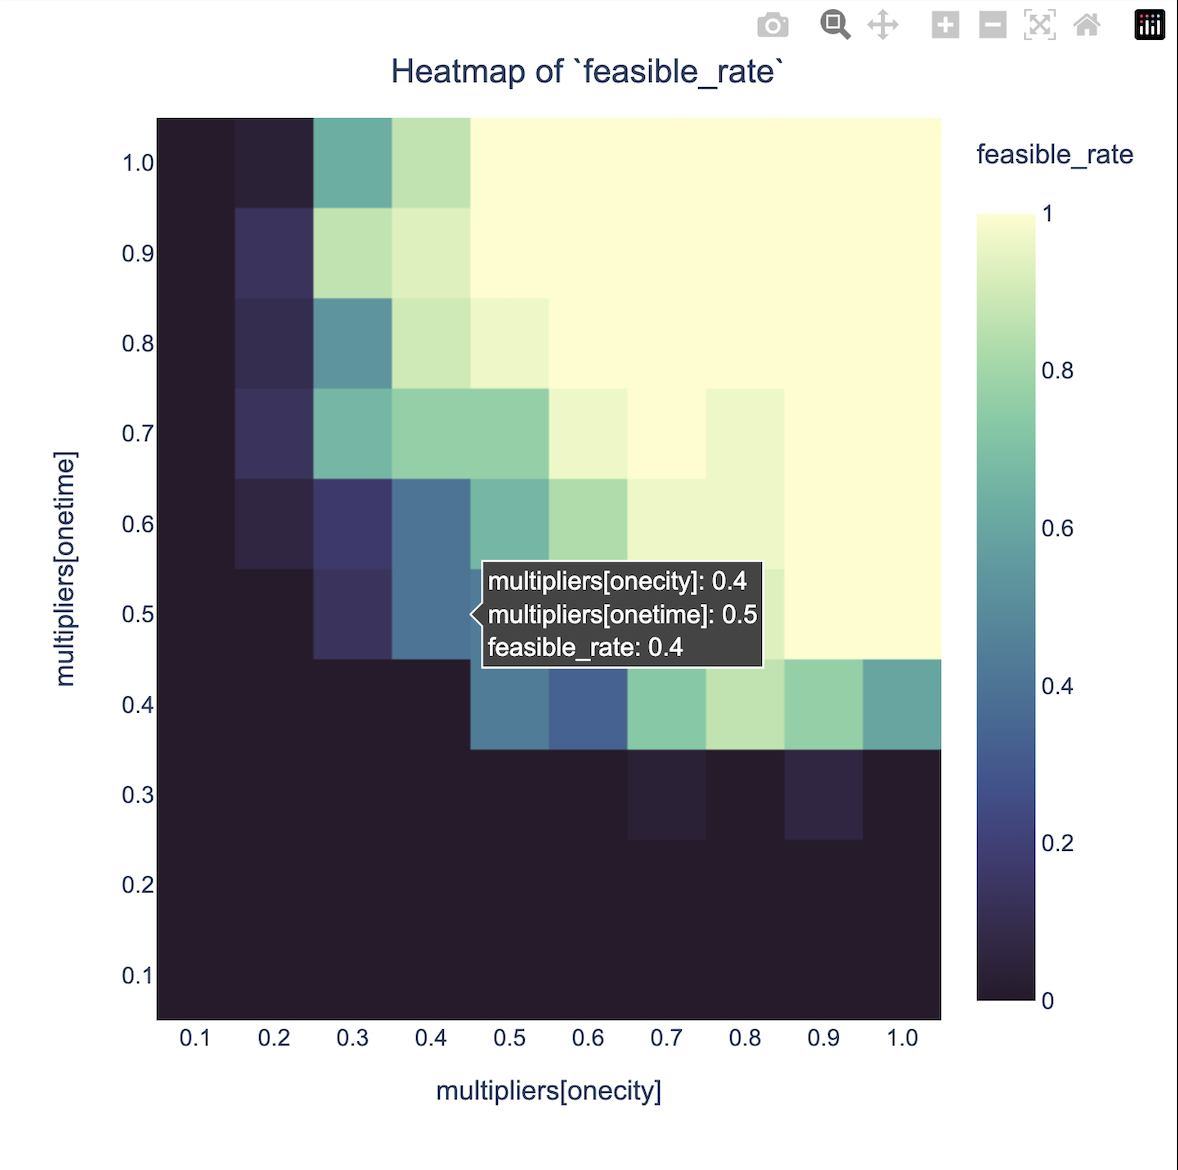 Heatmap of `feasible_rate`
feasible_rate
1
0.8
0.6
0.4
0.2
0
multipliers[onetime]
1.0
0.9
0.8
0.7
0.6
0.5
0.4
0.3
0.2
0.1
multipliers[onecity]: 0.4
multipliers[onetime]: 0.5
feasible_rate: 0.4
0.1 0.2 0.3 0.4 0.5 0.6 0.7 0.8 0.9 1.0
multipliers[onecity]